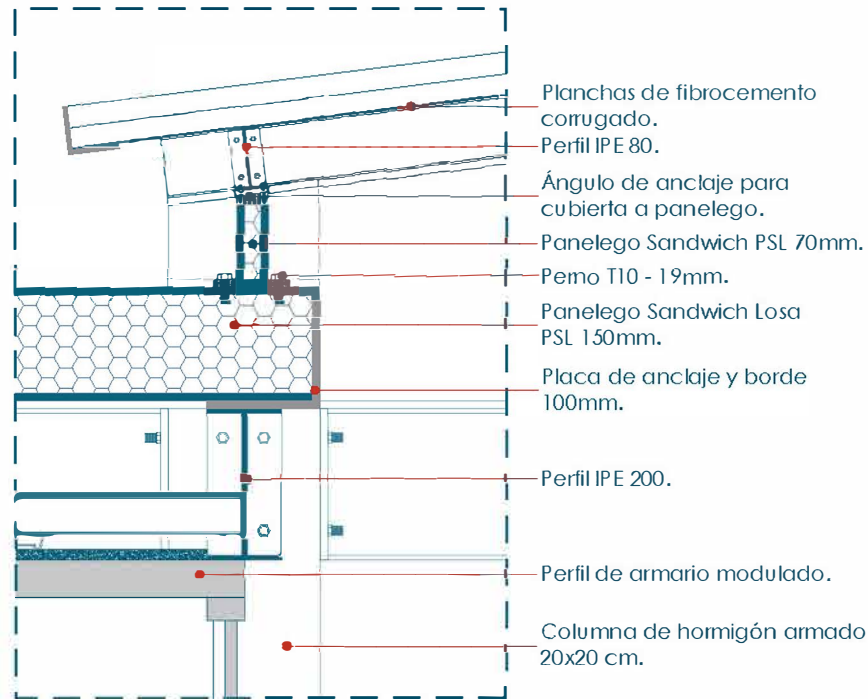 Planchas de fibrocemento
corrugado.
Perfil IPE 80.
Ángulo de anclaje para
cubierta a panelego.
Panelego Sandwich PSL 70mm.
Perno T10 - 19mm.
Panelego Sandwich Losa
PSL 150mm.
Placa de anclaje y borde
100mm.
Perfil IPE 200.
Perfil de armario modulado.
Columna de hormigón armado
20x20 cm.